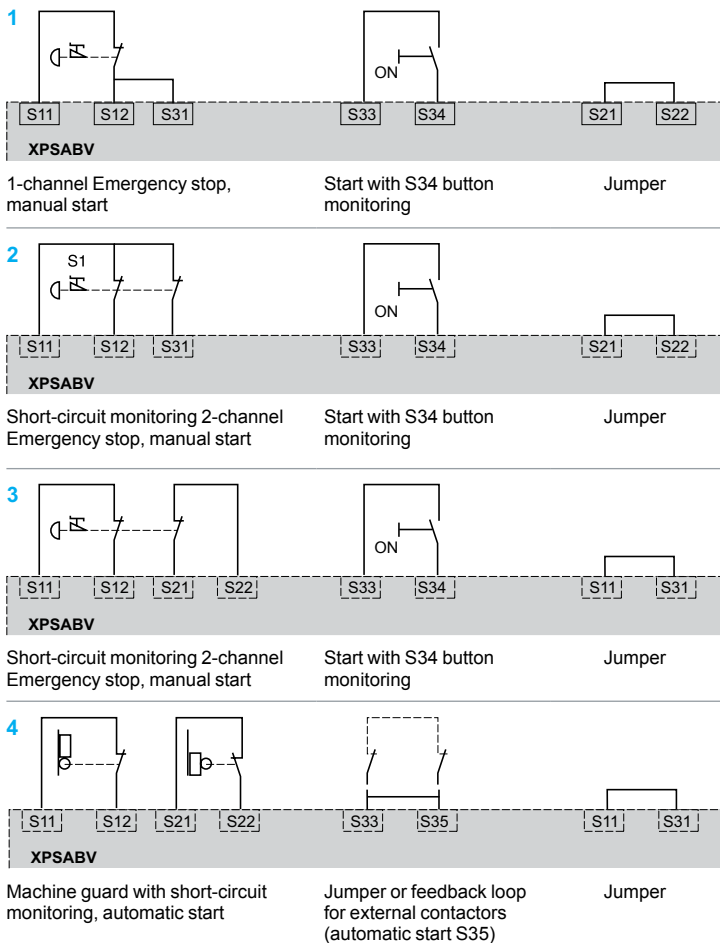 1
ON
S11 S12 S31 S33 S34 S21 S22
XPSABV
1-channel Emergency stop,
manual start
Start with S34 button
monitoring
Jumper
2
S1
ON
S11 S12 S31 S33 S34 S21 S22
XPSABV
Short-circuit monitoring 2-channel
Emergency stop, manual start
Start with S34 button
monitoring
Jumper
3
ON
S11 S12 S21 S22 S33 S34 S11 S31
XPSABV
Short-circuit monitoring 2-channel
Emergency stop, manual start
Start with S34 button
monitoring
Jumper
4
S11 S12 S21 S22 S33 S35 S11 S31
XPSABV
Machine guard with short-circuit
monitoring, automatic start
Jumper or feedback loop
for external contactors
(automatic start S35)
Jumper